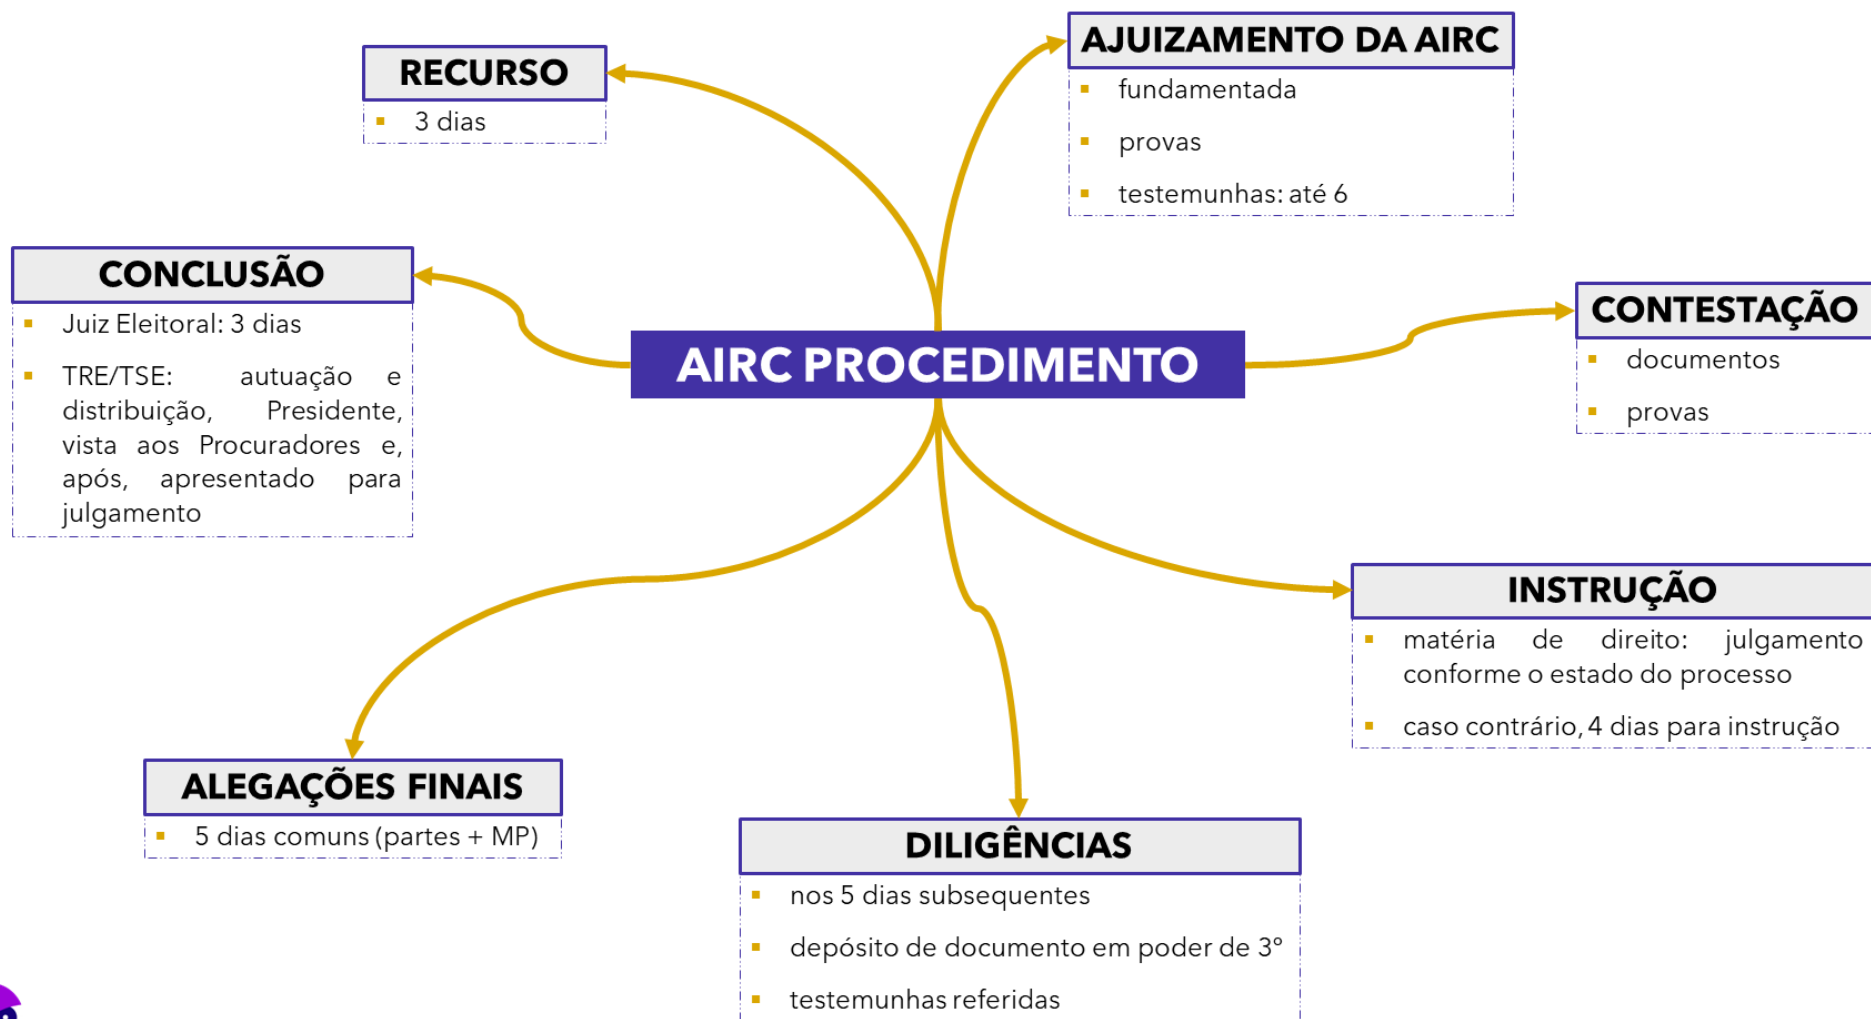 AIRC PROCEDIMENTO
AJUIZAMENTO DA AIRC
fundamentada
provas
testemunhas: até 6
CONTESTAÇÃO
documentos
provas
INSTRUÇÃO
matéria de direito: julgamento
conforme o estado do processo
caso contrário, 4 dias para instrução
DILIGÊNCIAS
nos 5 dias subsequentes
depósito de documento em poder de 3º
testemunhas referidas
ALEGAÇÕES FINAIS
5 dias comuns (partes + MP)
CONCLUSÃO
Juiz Eleitoral: 3 dias
TRE/TSE: autuação e
distribuição, Presidente,
vista aos Procuradores e,
após, apresentado para
julgamento
RECURSO
3 dias